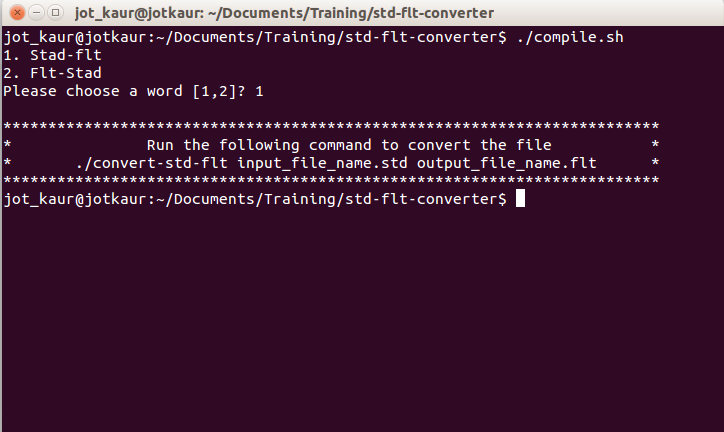 jot_kaur@jotkaur: ~/Documents/Training/std-flt-converter
jot_kaur@jotkaur:~/Documents/Training/std-flt-converter$ ./compile.sh
1. Stad-flt
2. Flt-Stad
Please choose a word [1,2]? 1
*************************************************************************
*               Run the following command to convert the file           *
*       ./convert-std-flt input_file_name.std output_file_name.flt      *
*************************************************************************
jot_kaur@jotkaur:~/Documents/Training/std-flt-converter$